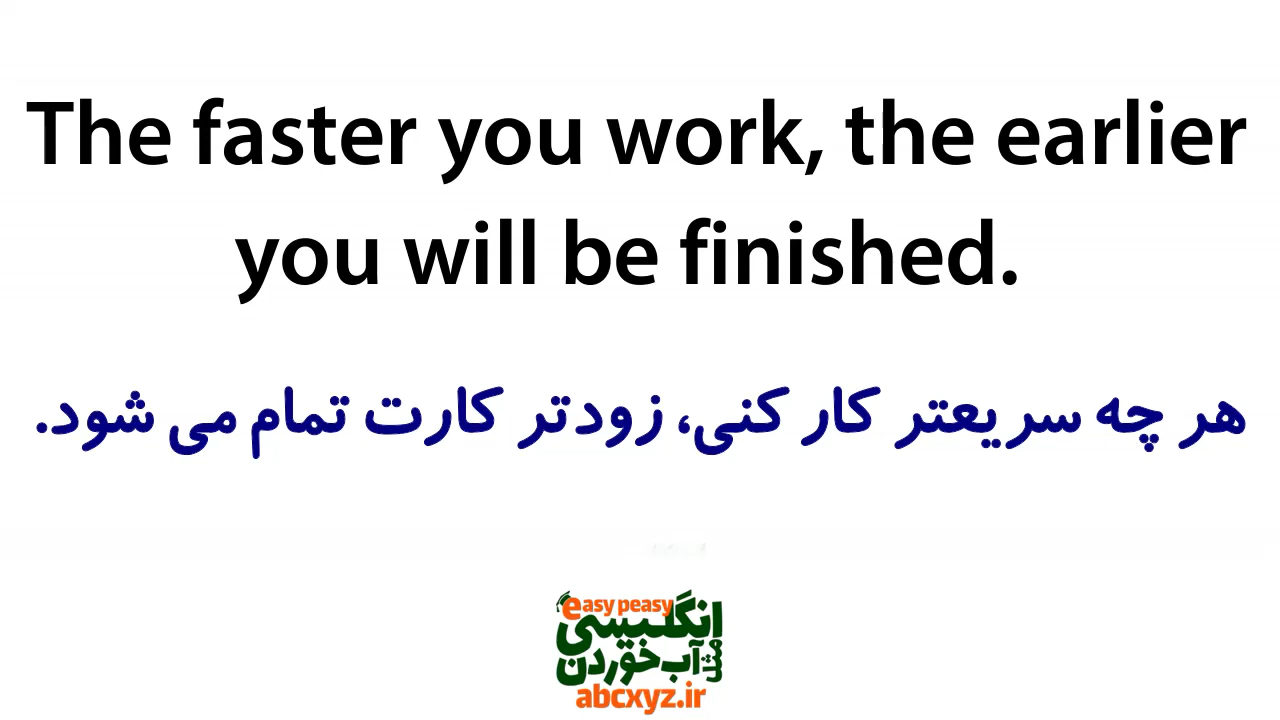 The faster you work, the earlier
you will be finished.
هر چه سریعتر کار کنی، زودتر کارت تمام می شود.
easy peasy
انگلیسی
مثل آب خوردن
abcxyz.ir